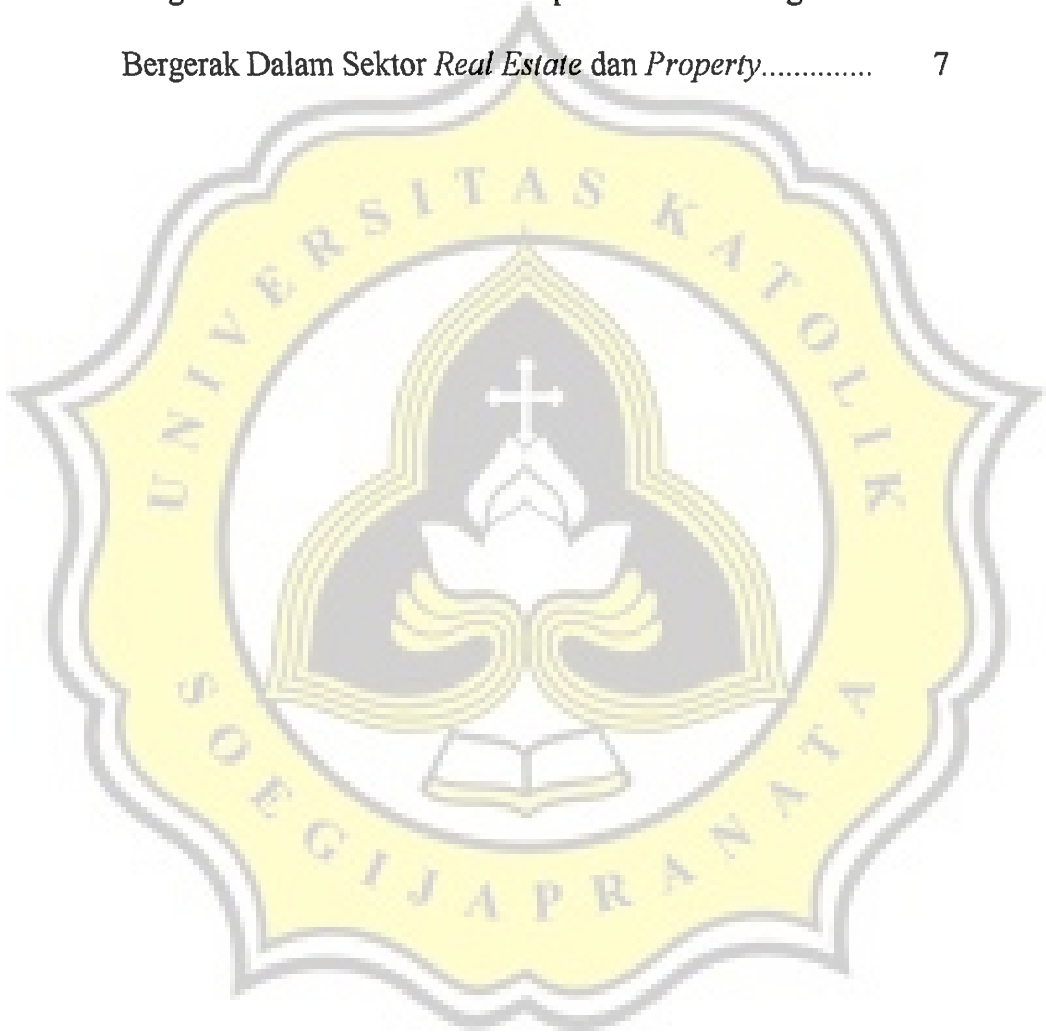 Bergerak Dalam Sektor Real Estate dan Property.............. 7
UNIVERSITAS KATOLIK
SOEGIJAPRANATA